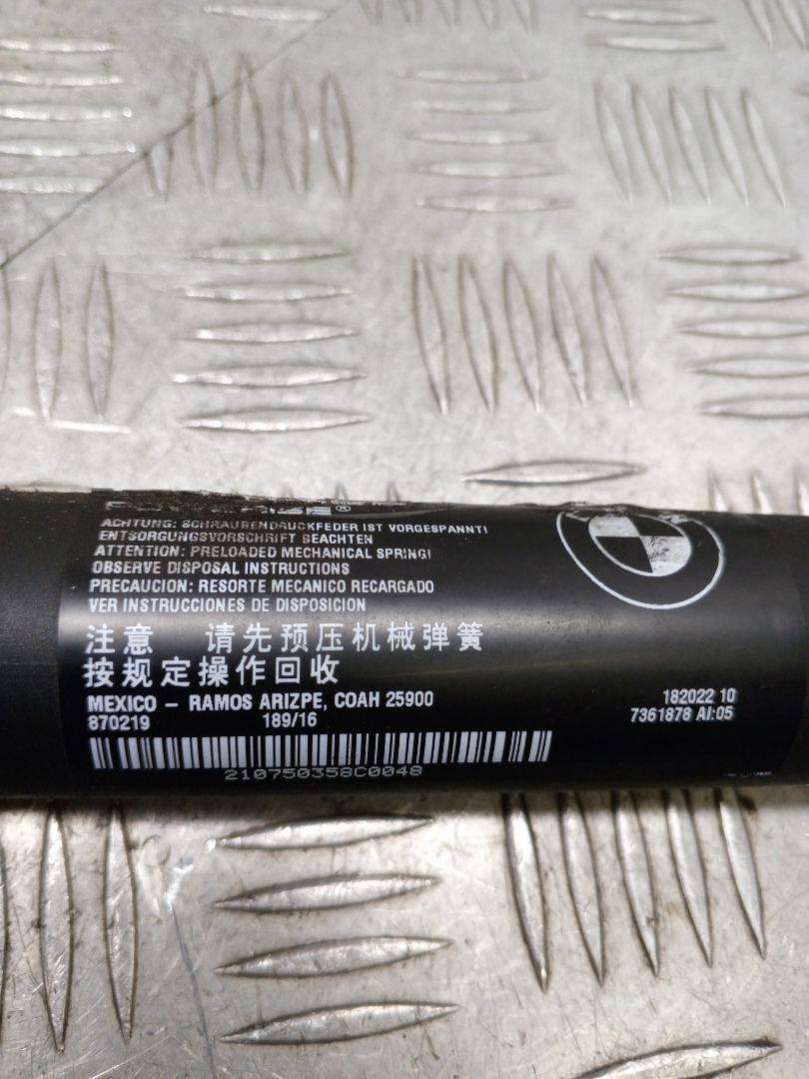 ACHTUNG: SCHRAUBENDRUCKFEDER IST VORGESPANNT!
ENTSORGUNGSVORSCHRIFT BEACHTEN
ATTENTION: PRELOADED MECHANICAL SPRING!
OBSERVE DISPOSAL INSTRUCTIONS
PRECAUCION: RESORTE MECANICO RECARGADO
VER INSTRUCCIONES DE DISPOSICION
注意 请先预压机械弹簧
按规定操作回收
MEXICO – RAMOS ARIZPE, COAH 25900
870219 189/16
182022 10
7361878 AI:05
210750358C0048